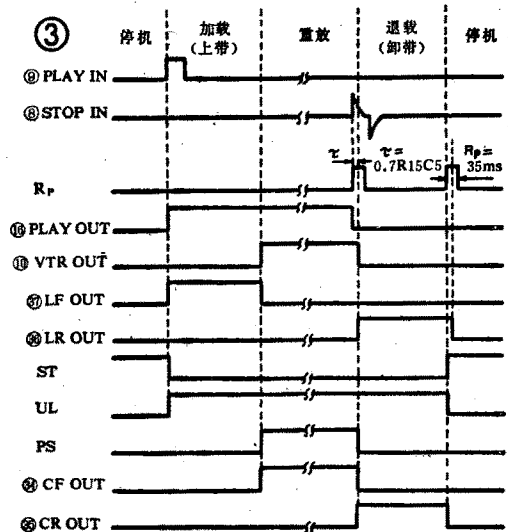 ③ 停机 加载 重放 退载 停机
(上带) (卸带)
⑨ PLAY IN
⑧ STOP IN
τ τ= Rp=
0.7R15C5 35ms
Rp
⑯ PLAY OUT
⑩ VTR OUT
㊲ LF OUT
㊱ LR OUT
ST
UL
PS
㉞ CF OUT
㉟ CR OUT